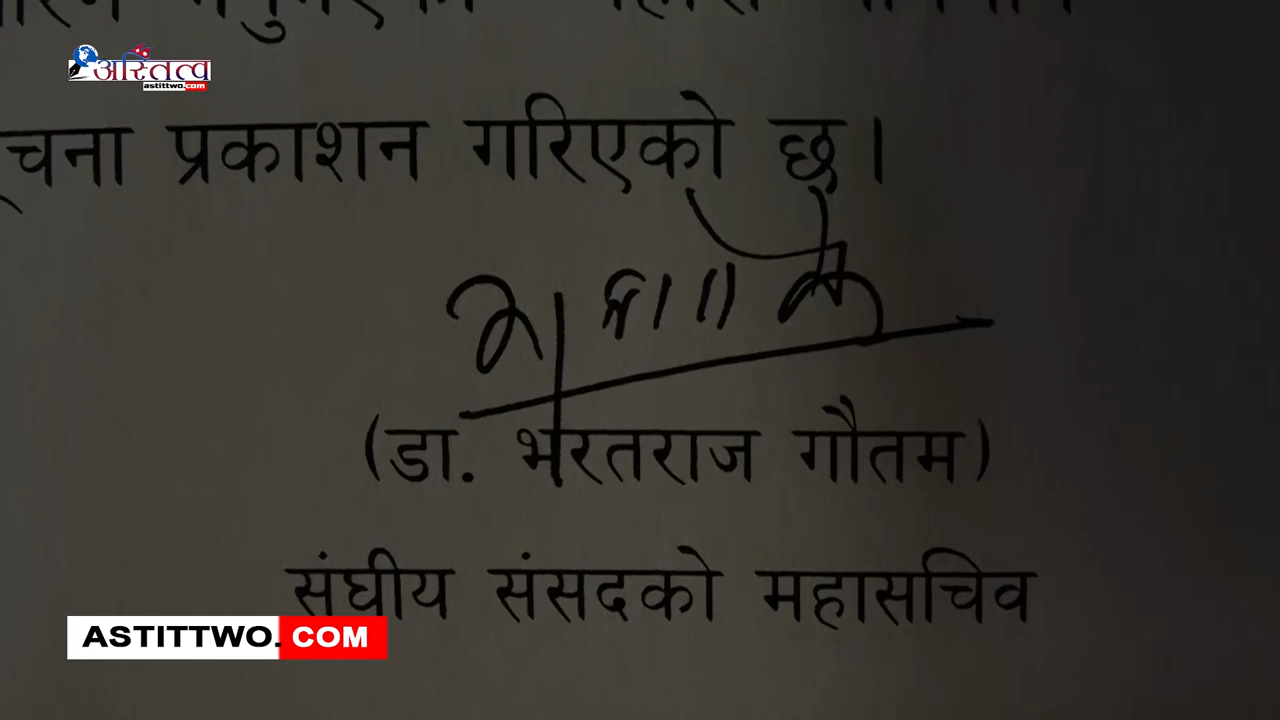 अस्तित्व
astittwo.com
चना प्रकाशन गरिएको छ।
(डा. भरतराज गौतम)
संघीय संसदको महासचिव
ASTITTWO.COM